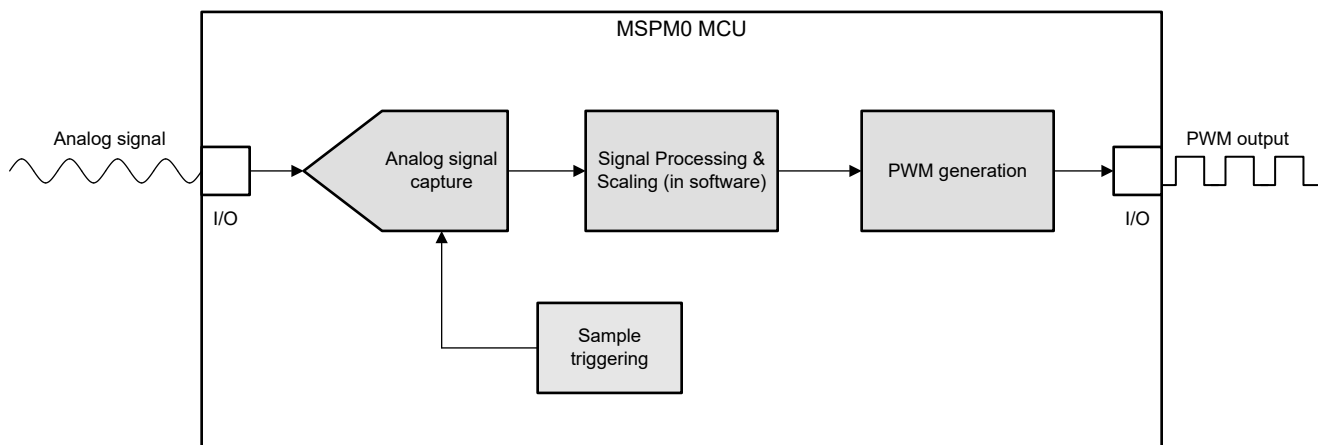 MSPM0 MCU
Analog signal
I/O
Analog signal
capture
Signal Processing &
Scaling (in software)
PWM generation
I/O
PWM output
Sample
triggering